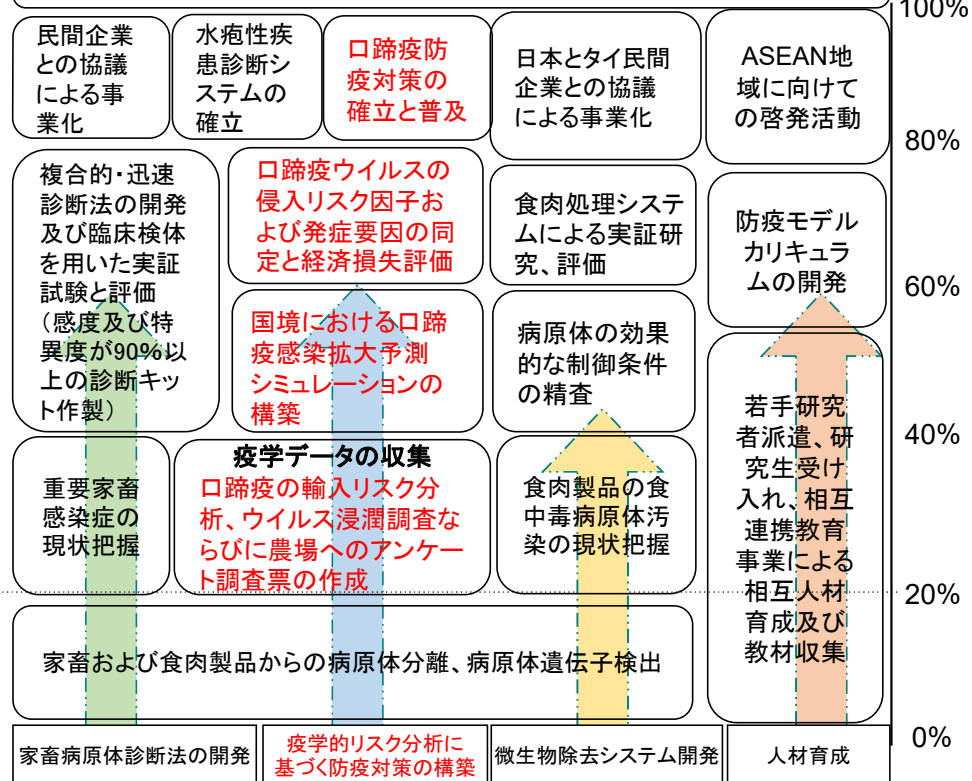 100%
民間企業
との協議
による事
業化
水疱性疾
患診断シ
ステムの
確立
口蹄疫防
疫対策の
確立と普及
日本とタイ民間
企業との協議
による事業化
ASEAN地
域に向けて
の啓発活動
80%
複合的・迅速
診断法の開発
及び臨床検体
を用いた実証
試験と評価
（感度及び特
異度が90%以
上の診断キッ
ト作製）
口蹄疫ウイルスの
侵入リスク因子お
よび発症要因の同
定と経済損失評価
食肉処理システ
ムによる実証研
究、評価
防疫モデル
カリキュラ
ムの開発
60%
国境における口蹄
疫感染拡大予測
シミュレーションの
構築
病原体の効果
的な制御条件
の精査
若手研究
者派遣、研
究生受け
入れ、相互
連携教育
事業による
相互人材
育成及び
教材収集
40%
重要家畜
感染症の
現状把握
疫学データの収集
口蹄疫の輸入リスク分
析、ウイルス浸潤調査な
らびに農場へのアンケー
ト調査票の作成
食肉製品の食
中毒病原体汚
染の現状把握
20%
家畜および食肉製品からの病原体分離、病原体遺伝子検出
0%
家畜病原体診断法の開発
疫学的リスク分析に
基づく防疫対策の構築
微生物除去システム開発
人材育成